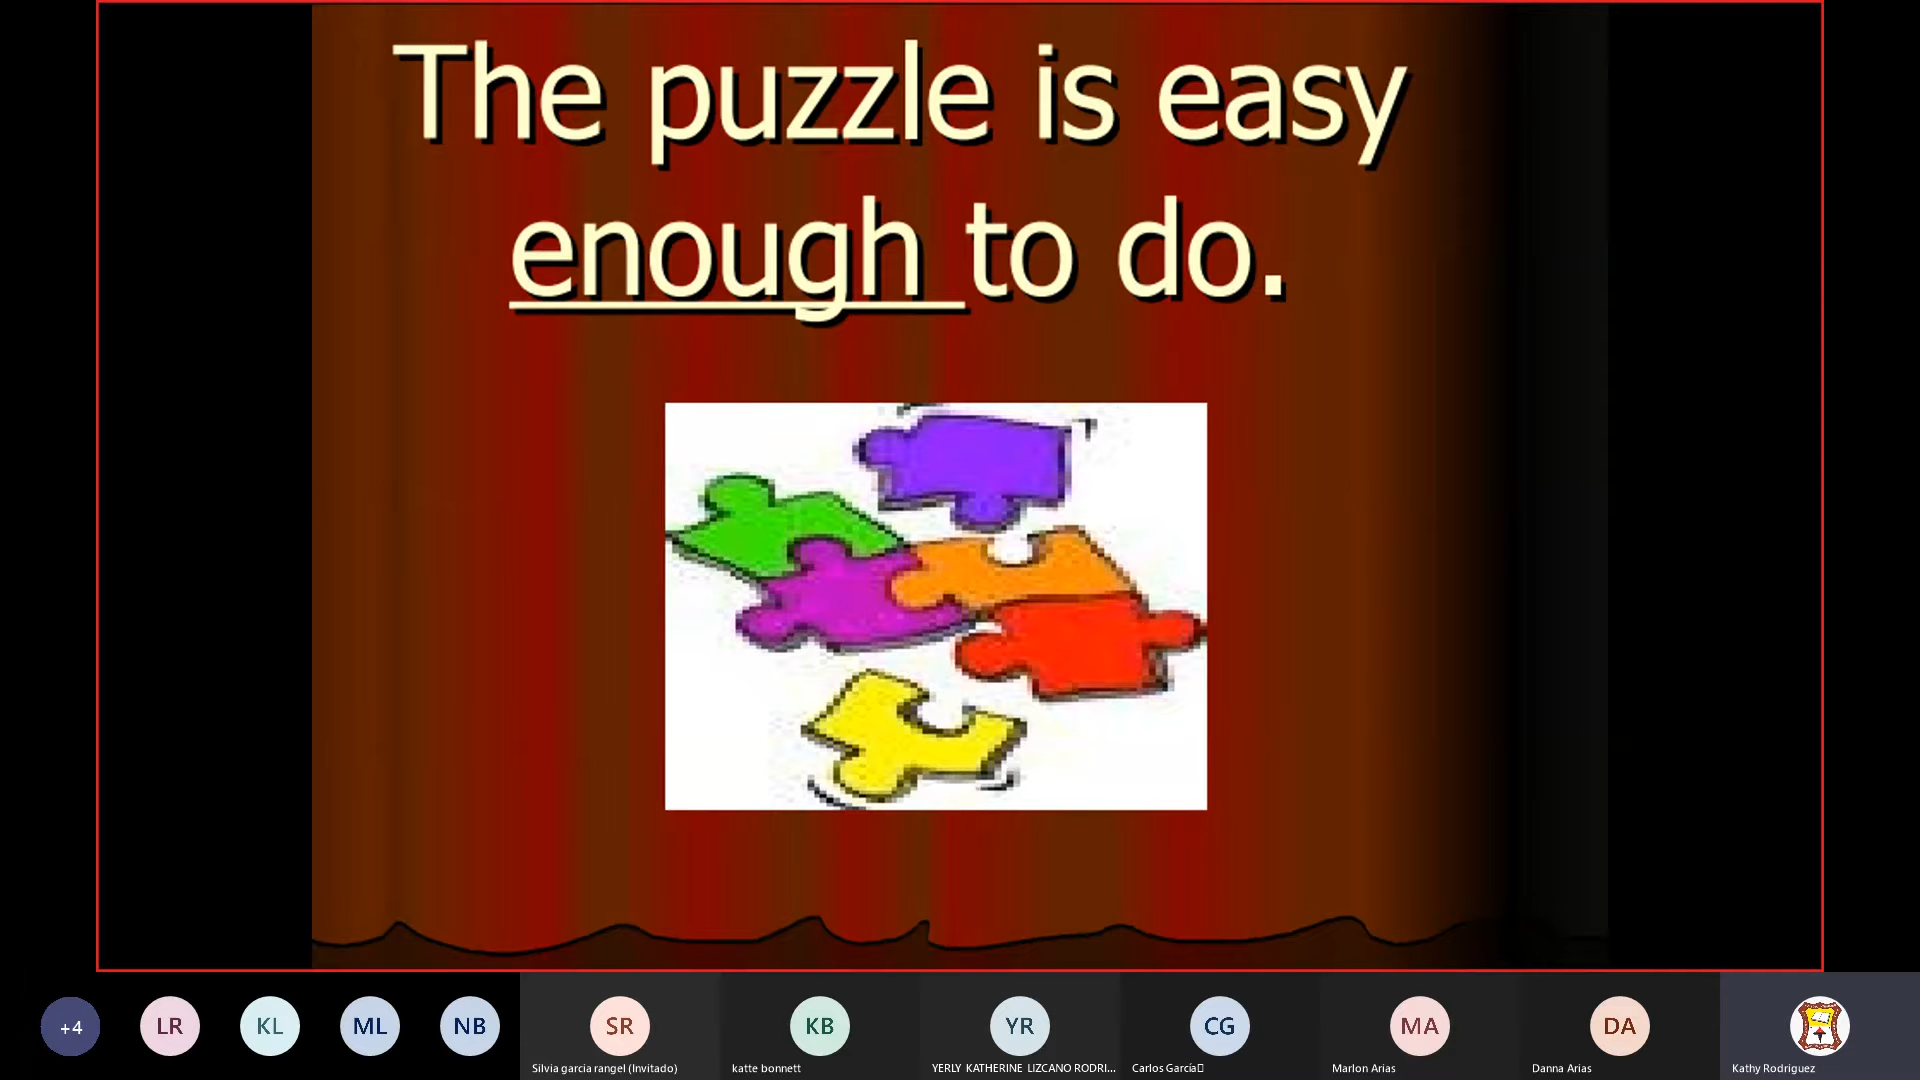 The puzzle is easy
enough to do.
+4
LR
KL
ML
NB
SR
KB
YR
CG
MA
DA
Silvia garcia rangel (Invitado)
katte bonnett
YERLY KATHERINE LIZCANO RODRI...
Carlos García
Marlon Arias
Danna Arias
Kathy Rodriguez